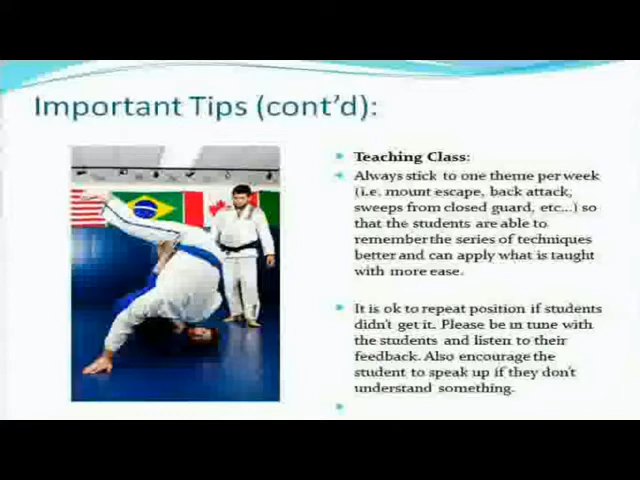 Important Tips (cont'd):
Teaching Class:
Always stick to one theme per week
(i.e. mount escape, back attack,
sweeps from closed guard, etc...) so
that the students are able to
remember the series of techniques
better and can apply what is taught
with more ease.
It is ok to repeat position if students
didn't get it. Please be in tune with
the students and listen to their
feedback. Also encourage the
student to speak up if they don't
understand something.